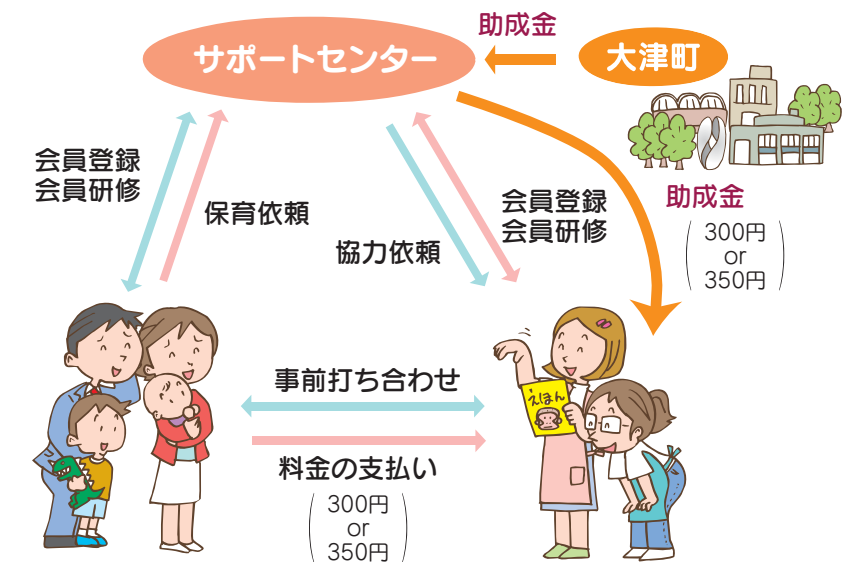 助成金
サポートセンター
大津町
会員登録
会員研修
保育依頼
協力依頼
会員登録
会員研修
助成金
300円
or
350円
事前打ち合わせ
えほん
料金の支払い
300円
or
350円